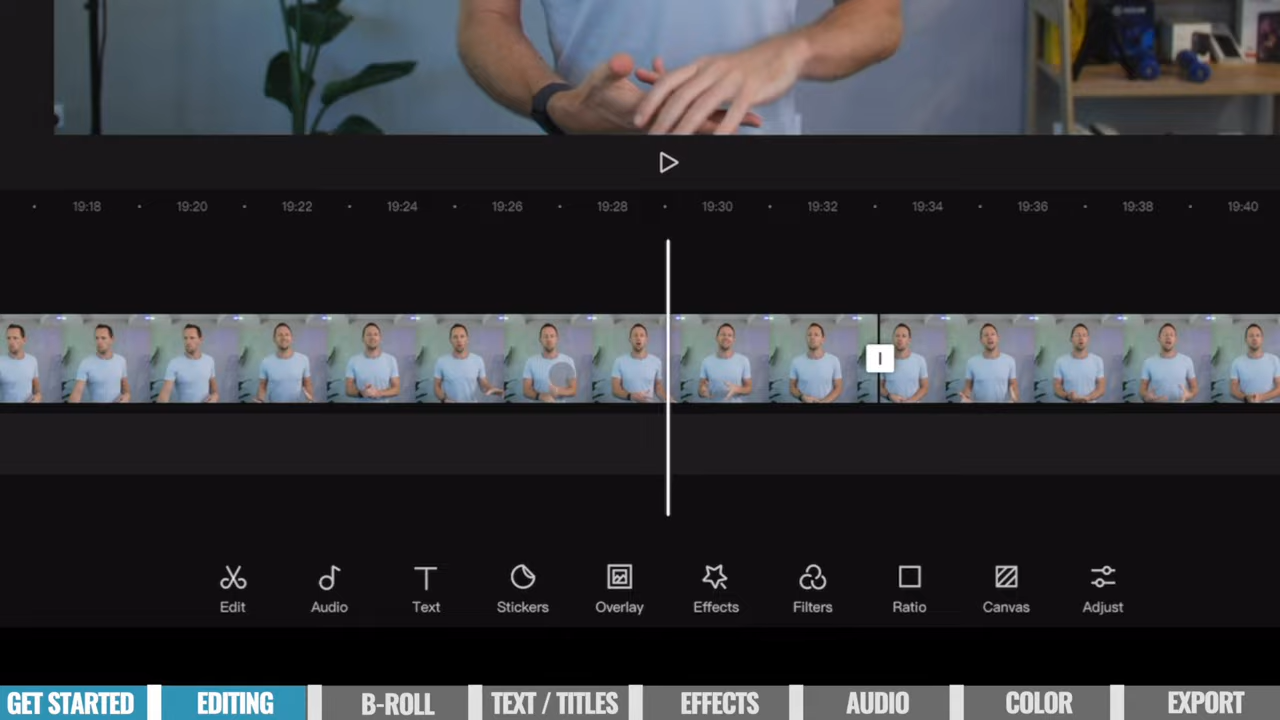 19:18 19:20 19:22 19:24 19:26 19:28 19:30 19:32 19:34 19:36 19:38 19:40
Edit Audio Text Stickers Overlay Effects Filters Ratio Canvas Adjust
GET STARTED EDITING B-ROLL TEXT / TITLES EFFECTS AUDIO COLOR EXPORT